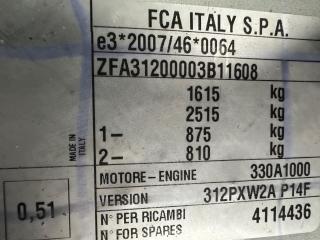 FCA ITALY S.P.A.
e3*2007/46*0064
ZFA31200003B11608
1615 kg
2515 kg
1- 875 kg
2- 810 kg
MADE IN ITALY
MOTORE-ENGINE 330A1000
VERSION 312PXW2A P14F
0,51
N° PER RICAMBI 4114436
N° FOR SPARES